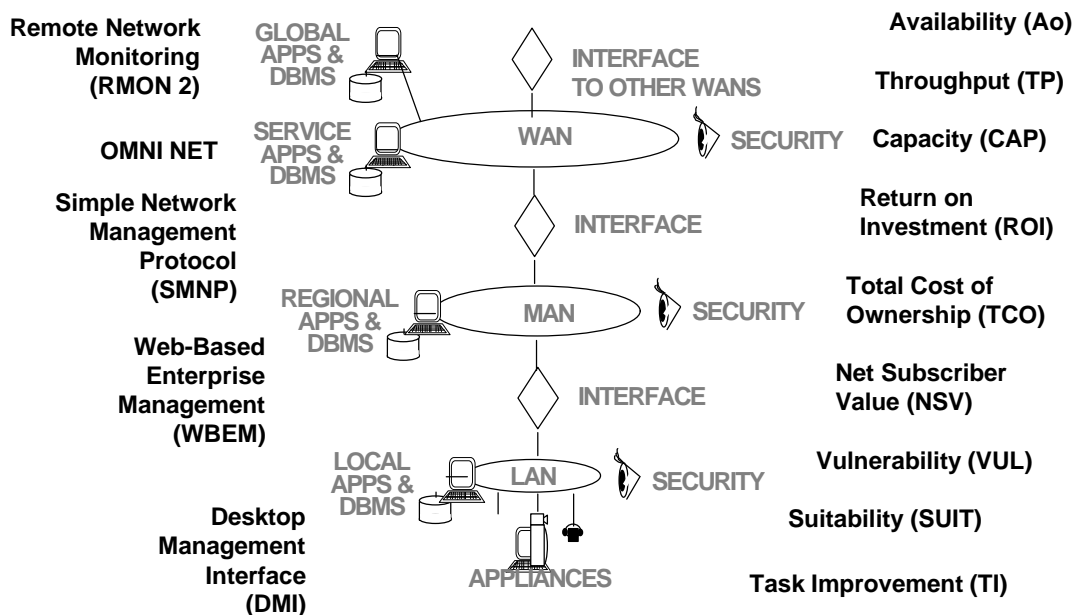 Remote Network
Monitoring
(RMON 2)
OMNI NET
Simple Network
Management
Protocol
(SMNP)
Web-Based
Enterprise
Management
(WBEM)
Desktop
Management
Interface
(DMI)
GLOBAL
APPS &
DBMS
SERVICE
APPS &
DBMS
INTERFACE
TO OTHER WANS
WAN
SECURITY
INTERFACE
REGIONAL
APPS &
DBMS
MAN
SECURITY
INTERFACE
LOCAL
APPS &
DBMS
LAN
SECURITY
APPLIANCES
Availability (Ao)
Throughput (TP)
Capacity (CAP)
Return on
Investment (ROI)
Total Cost of
Ownership (TCO)
Net Subscriber
Value (NSV)
Vulnerability (VUL)
Suitability (SUIT)
Task Improvement (TI)